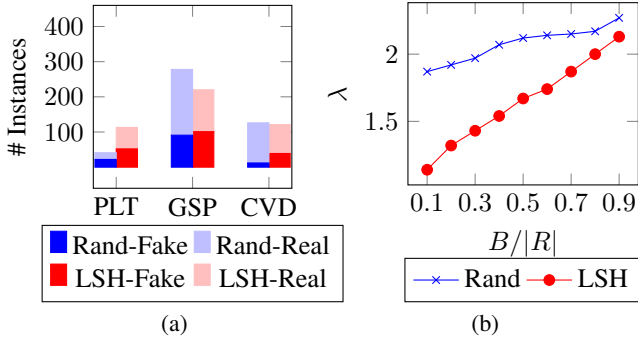 400
300
200
100
# Instances
PLT GSP CVD
Rand-Fake Rand-Real
LSH-Fake LSH-Real
(a)
2
1.5
λ
0.1 0.3 0.5 0.7 0.9
B/|R|
Rand LSH
(b)